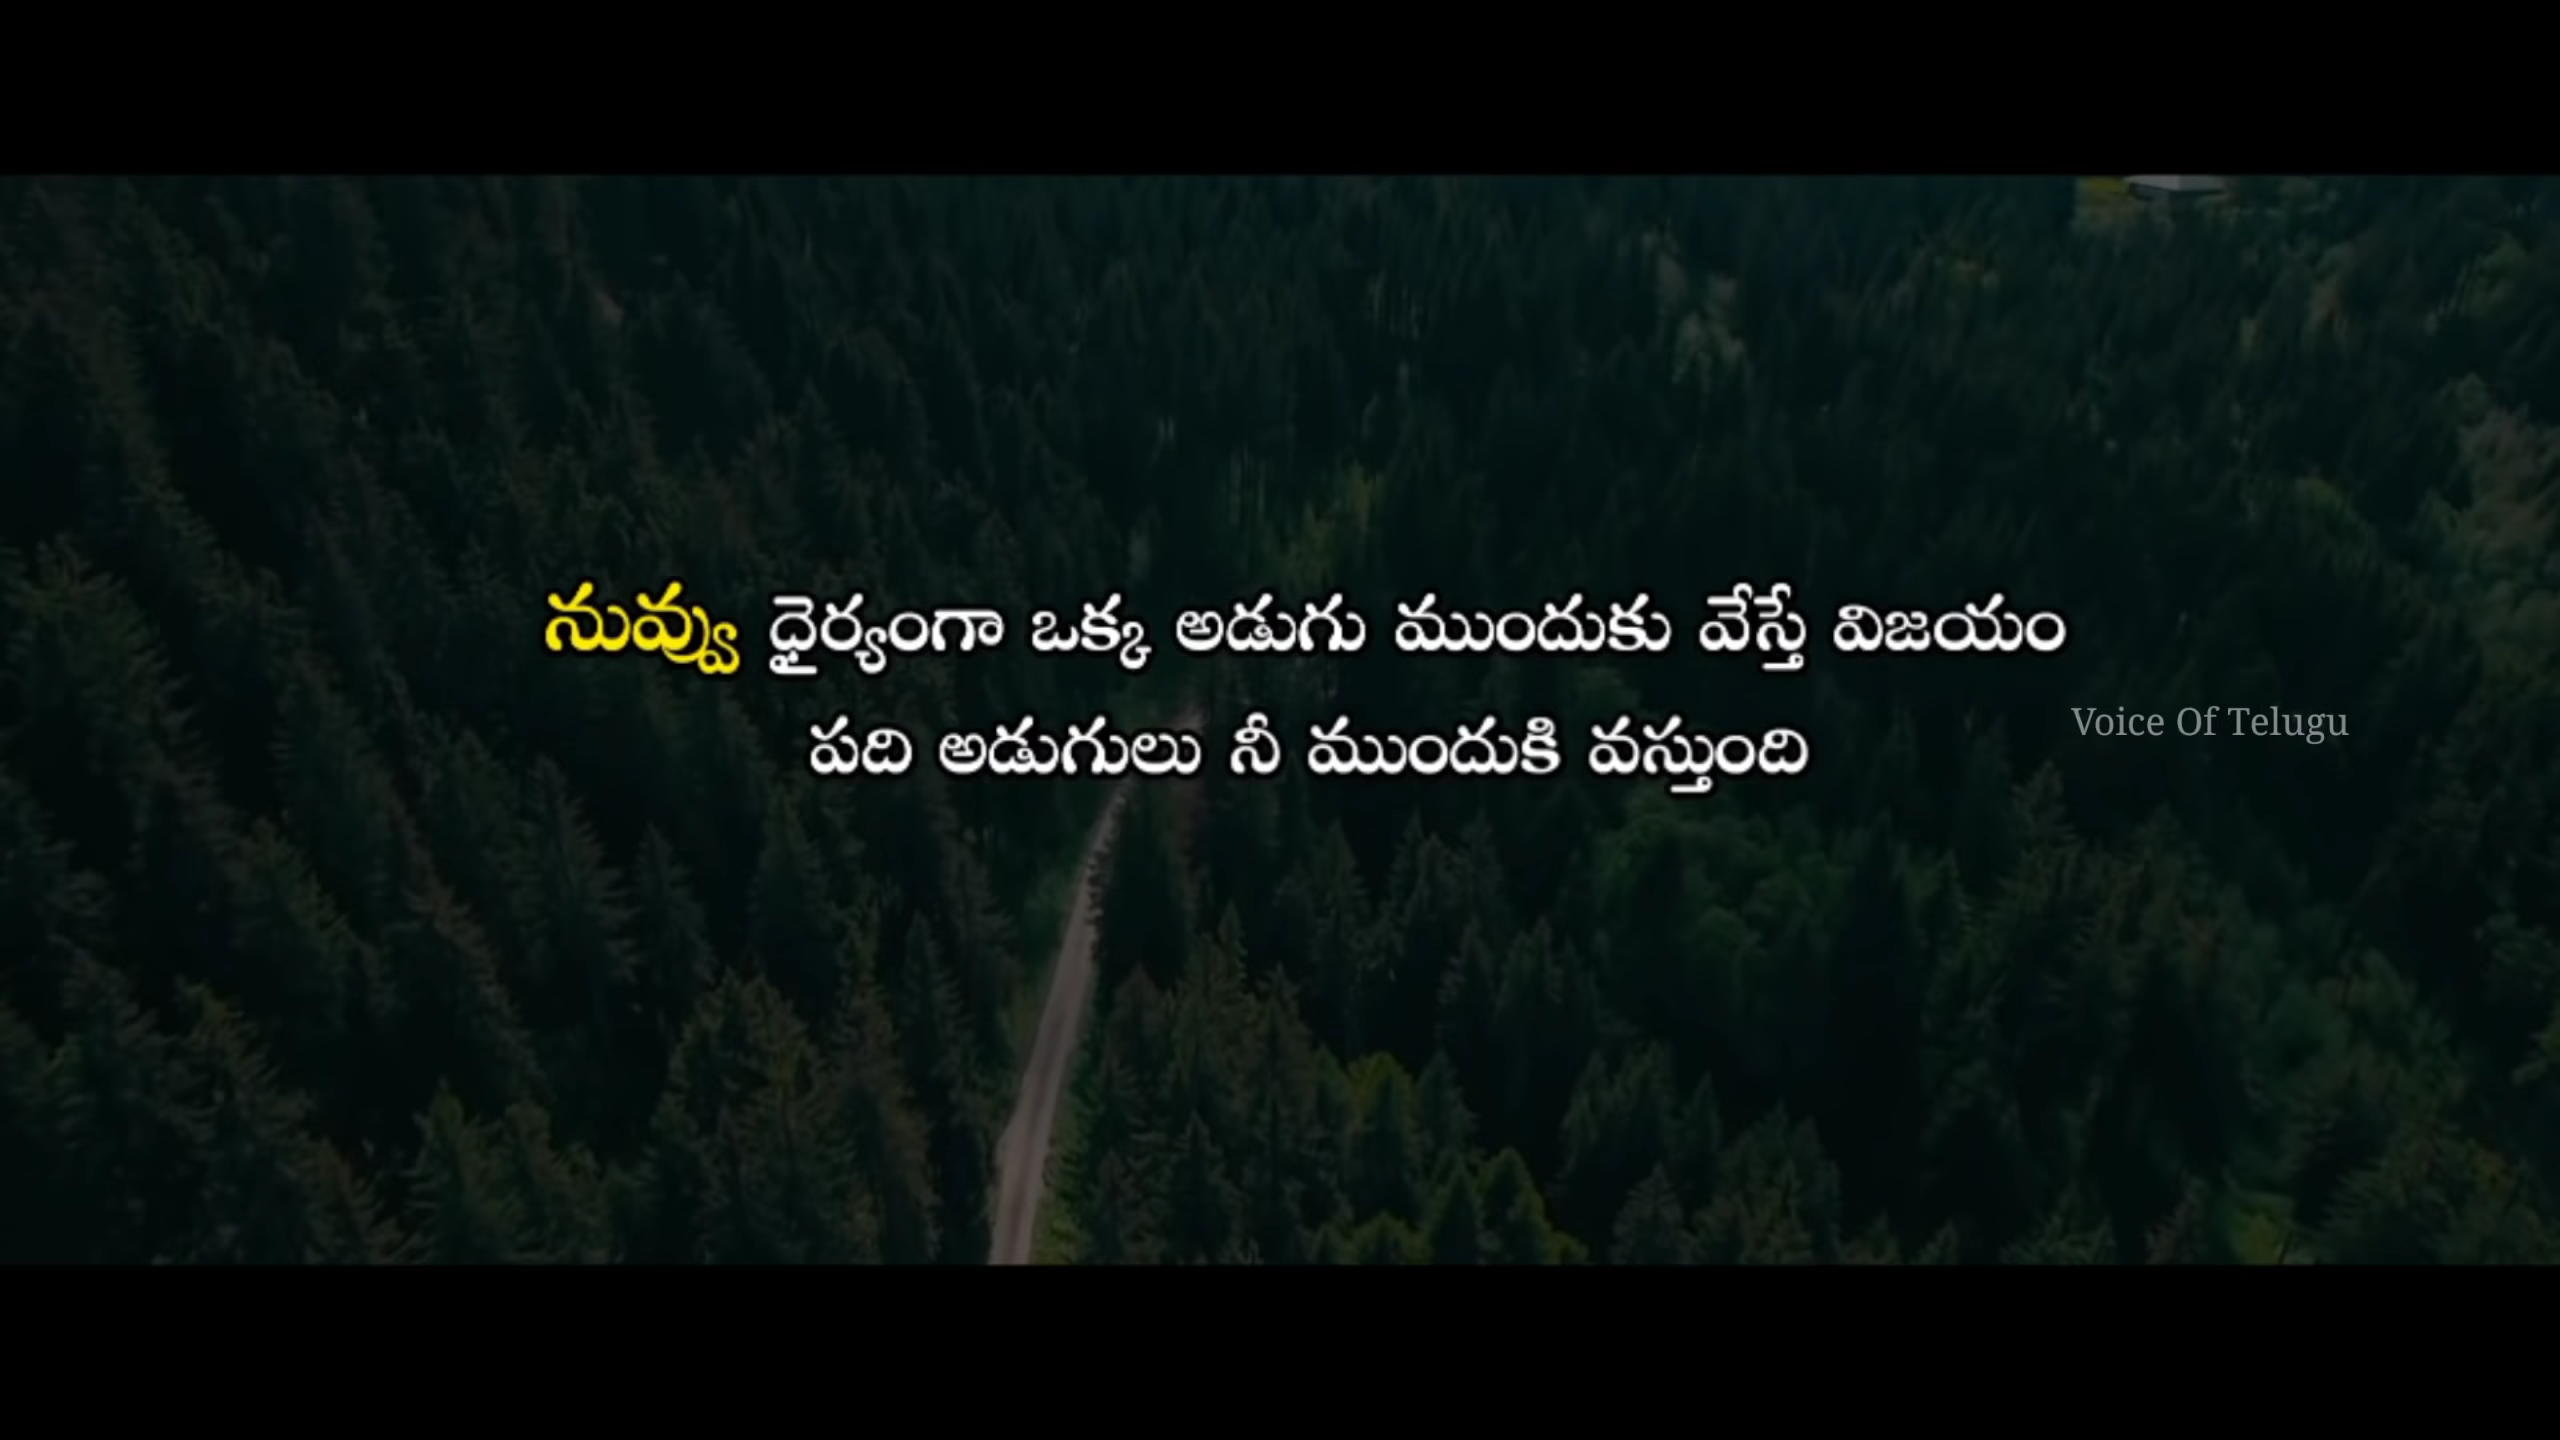 నువ్వు ధైర్యంగా ఒక్క అడుగు ముందుకు వేస్తే విజయం
పది అడుగులు నీ ముందుకి వస్తుంది
Voice Of Telugu